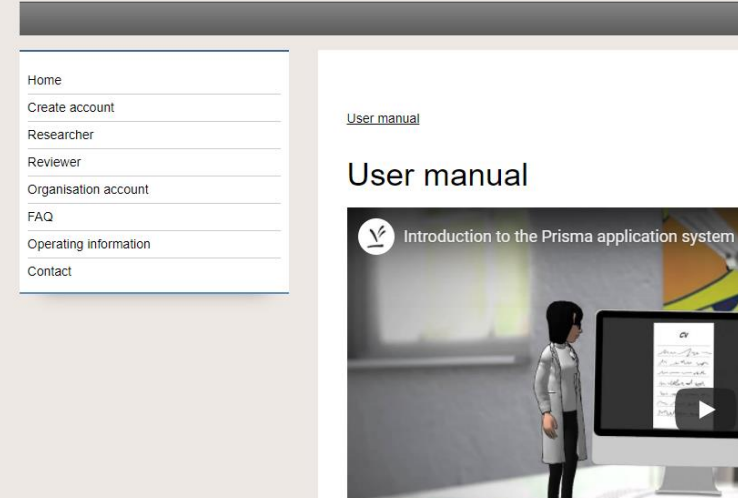 Home
Create account
Researcher
Reviewer
Organisation account
FAQ
Operating information
Contact
User manual
User manual
Introduction to the Prisma application system
CV